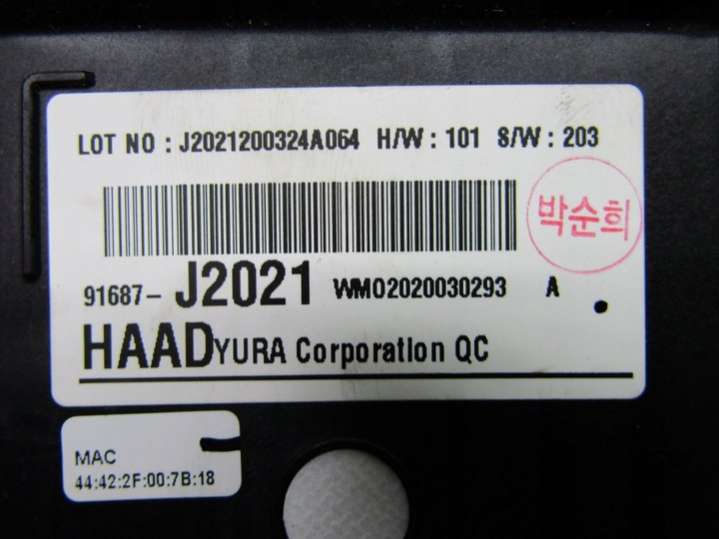 LOT NO : J2021200324A064 H/W : 101 S/W : 203
박순희
91687- J2021 WMO2020030293 A
HAADYURA Corporation QC
MAC
44:42:2F:00:7B:18